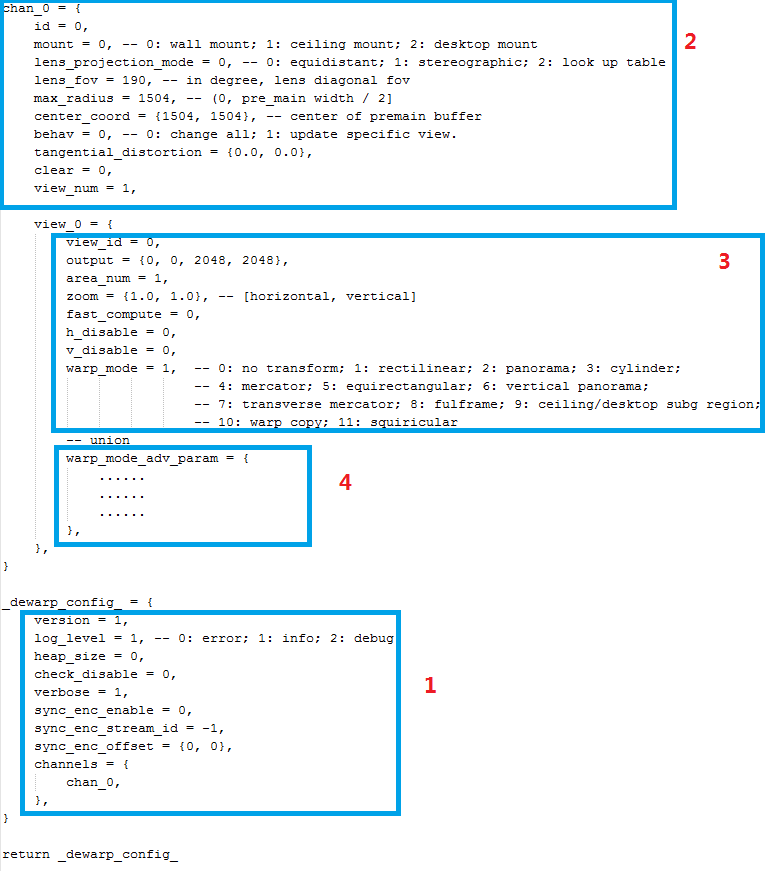 chan_0 = {
    id = 0,
    mount = 0, -- 0: wall mount; 1: ceiling mount; 2: desktop mount
2
    lens_projection_mode = 0, -- 0: equidistant; 1: stereographic; 2: look up table
    lens_fov = 190, -- in degree, lens diagonal fov
    max_radius = 1504, -- (0, pre_main width / 2]
    center_coord = {1504, 1504}, -- center of premain buffer
    behav = 0, -- 0: change all; 1: update specific view.
    tangential_distortion = {0.0, 0.0},
    clear = 0,
    view_num = 1,
    view_0 = {
        view_id = 0,
        output = {0, 0, 2048, 2048},
3
        area_num = 1,
        zoom = {1.0, 1.0}, -- [horizontal, vertical]
        fast_compute = 0,
        h_disable = 0,
        v_disable = 0,
        warp_mode = 1,  -- 0: no transform; 1: rectilinear; 2: panorama; 3: cylinder;
                        -- 4: mercator; 5: equirectangular; 6: vertical panorama;
                        -- 7: transverse mercator; 8: fulframe; 9: ceiling/desktop subg region;
                        -- 10: warp copy; 11: squiricular
        -- union
        warp_mode_adv_param = {
            ......
4
            ......
            ......
        },
    },
}
_dewarp_config_ = {
    version = 1,
    log_level = 1, -- 0: error; 1: info; 2: debug
    heap_size = 0,
    check_disable = 0,
1
    verbose = 1,
    sync_enc_enable = 0,
    sync_enc_stream_id = -1,
    sync_enc_offset = {0, 0},
    channels = {
        chan_0,
    },
}
return _dewarp_config_